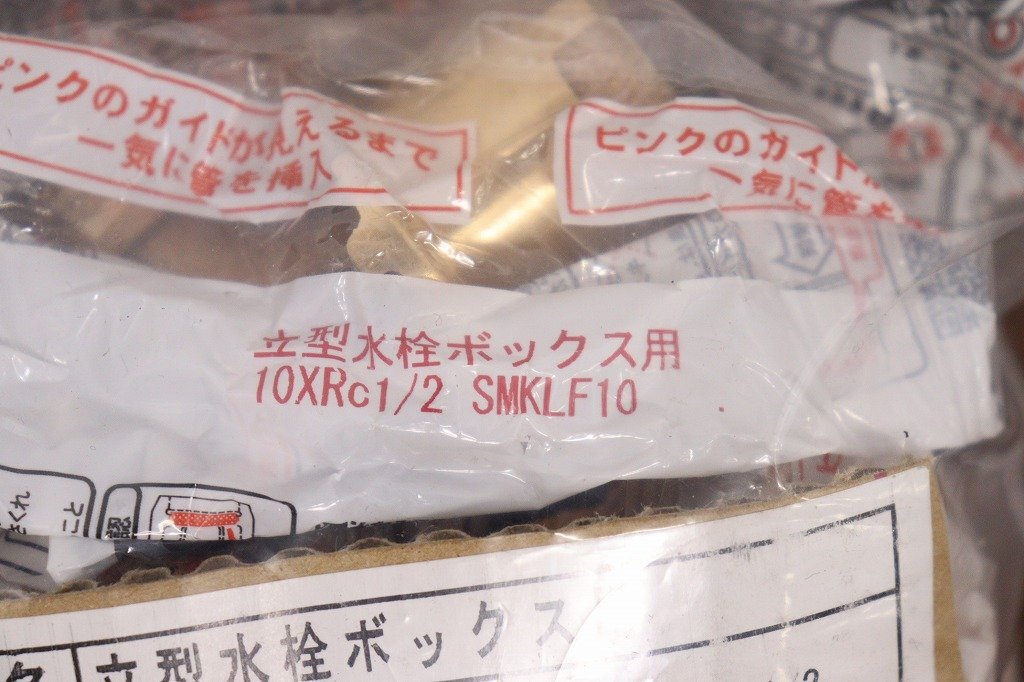 ピンクのガイドが見えるまで
一気に管を挿入
ピンクのガイド
一気に管を
立型水栓ボックス用
10XRc1/2 SMKLF10
立型水栓ボックス